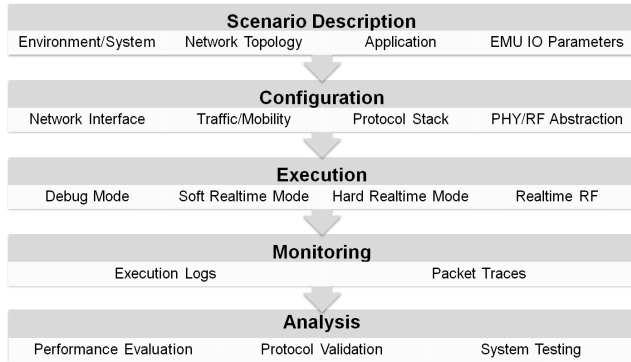 Scenario Description
Environment/System Network Topology Application EMU IO Parameters
Configuration
Network Interface Traffic/Mobility Protocol Stack PHY/RF Abstraction
Execution
Debug Mode Soft Realtime Mode Hard Realtime Mode Realtime RF
Monitoring
Execution Logs Packet Traces
Analysis
Performance Evaluation Protocol Validation System Testing